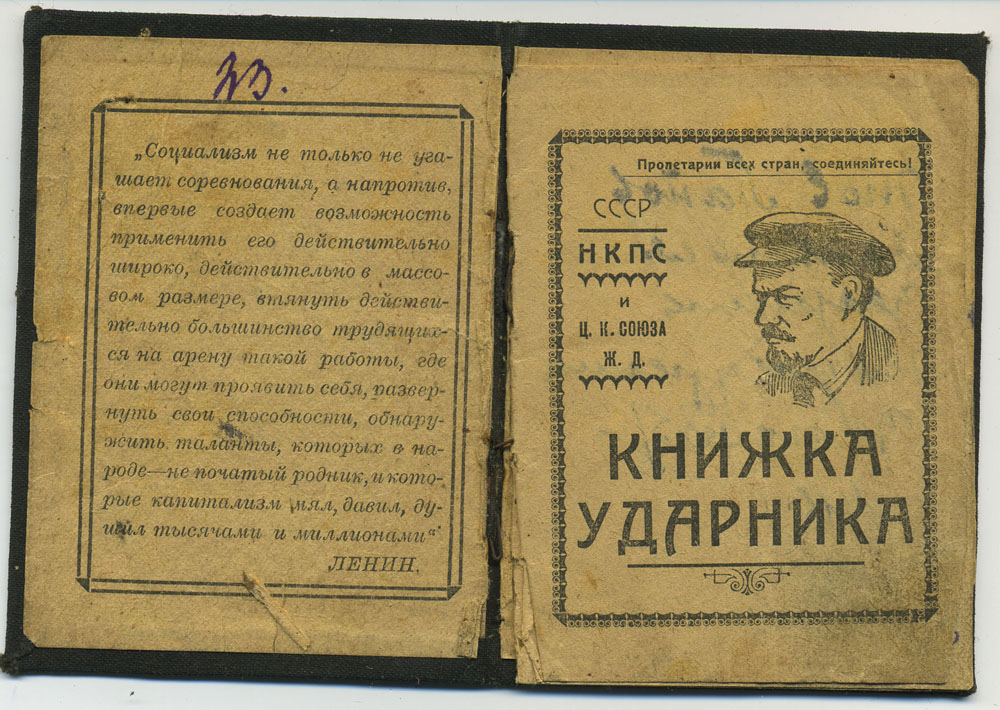 23.
„Социализм не только не уга-
шает соревнования, а напротив,
впервые создает возможность
применить его действительно
широко, действительно в массо-
вом размере, втянуть действи-
тельно большинство трудящих-
ся на арену такой работы, где
они могут проявить себя, развер-
нуть свои способности, обнару-
жить таланты, которых в на-
роде—не початый родник, и кото-
рые капитализм мял, давил, ду-
шил тысячами и миллионами“
ЛЕНИН.
Пролетарии всех стран, соединяйтесь!
СССР
НКПС
и
Ц. К. СОЮЗА
Ж. Д.
КНИЖКА
УДАРНИКА